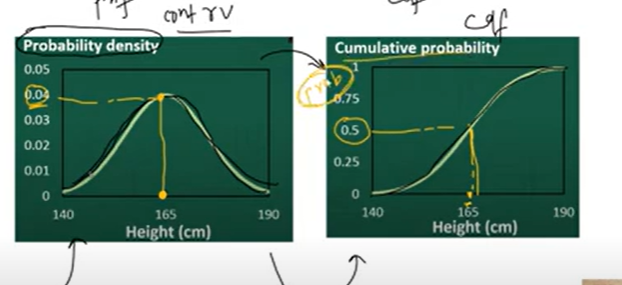 cont rv
cdf
Probability density
0.05
0.04
0.03
0.02
0.01
0
140 165 190
Height (cm)
Cumulative probability
prob
1
0.75
0.5
0.25
0
140 165 190
Height (cm)